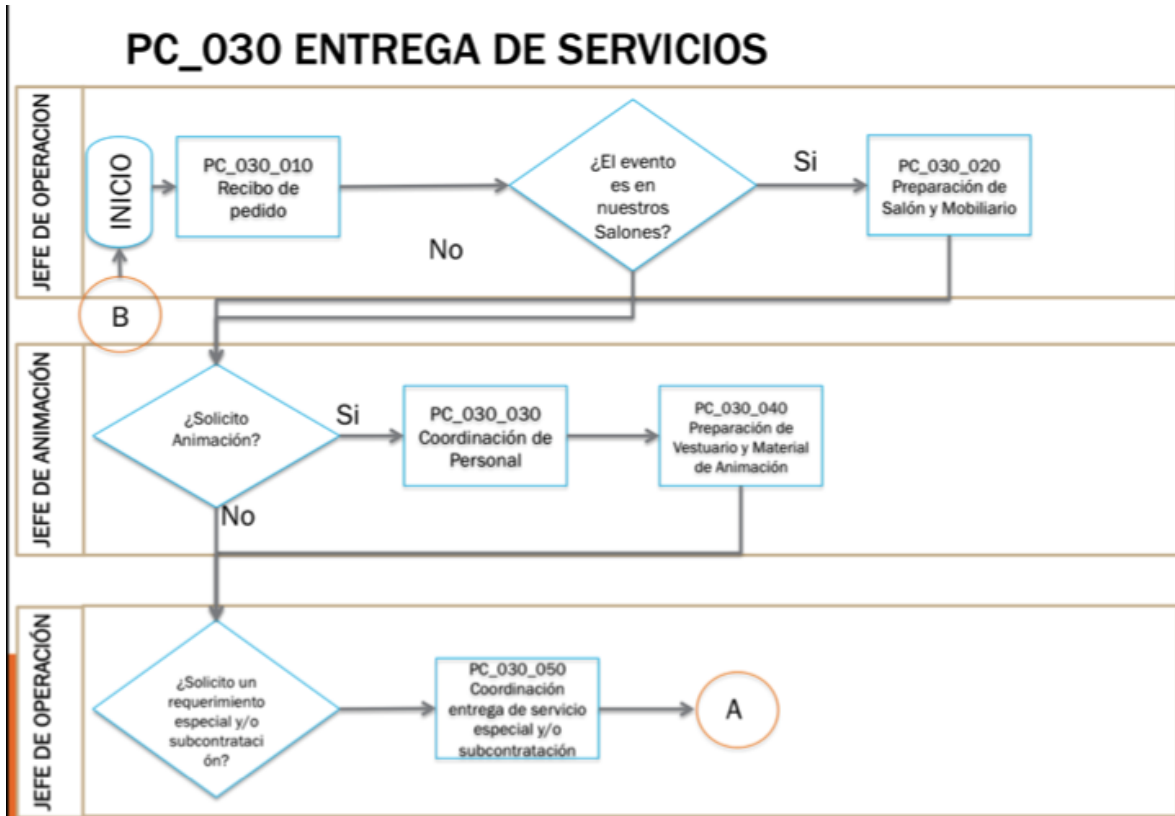 PC_030 ENTREGA DE SERVICIOS
JEFE DE OPERACION
INICIO
B
PC_030_010
Recibo de
pedido
¿El evento
es en
nuestros
Salones?
Si
No
PC_030_020
Preparación de
Salón y Mobiliario
JEFE DE ANIMACIÓN
¿Solicito
Animación?
Si
No
PC_030_030
Coordinación de
Personal
PC_030_040
Preparación de
Vestuario y Material
de Animación
JEFE DE OPERACIÓN
¿Solicito un
requerimiento
especial y/o
subcontrataci
ón?
PC_030_050
Coordinación
entrega de servicio
especial y/o
subcontratación
A